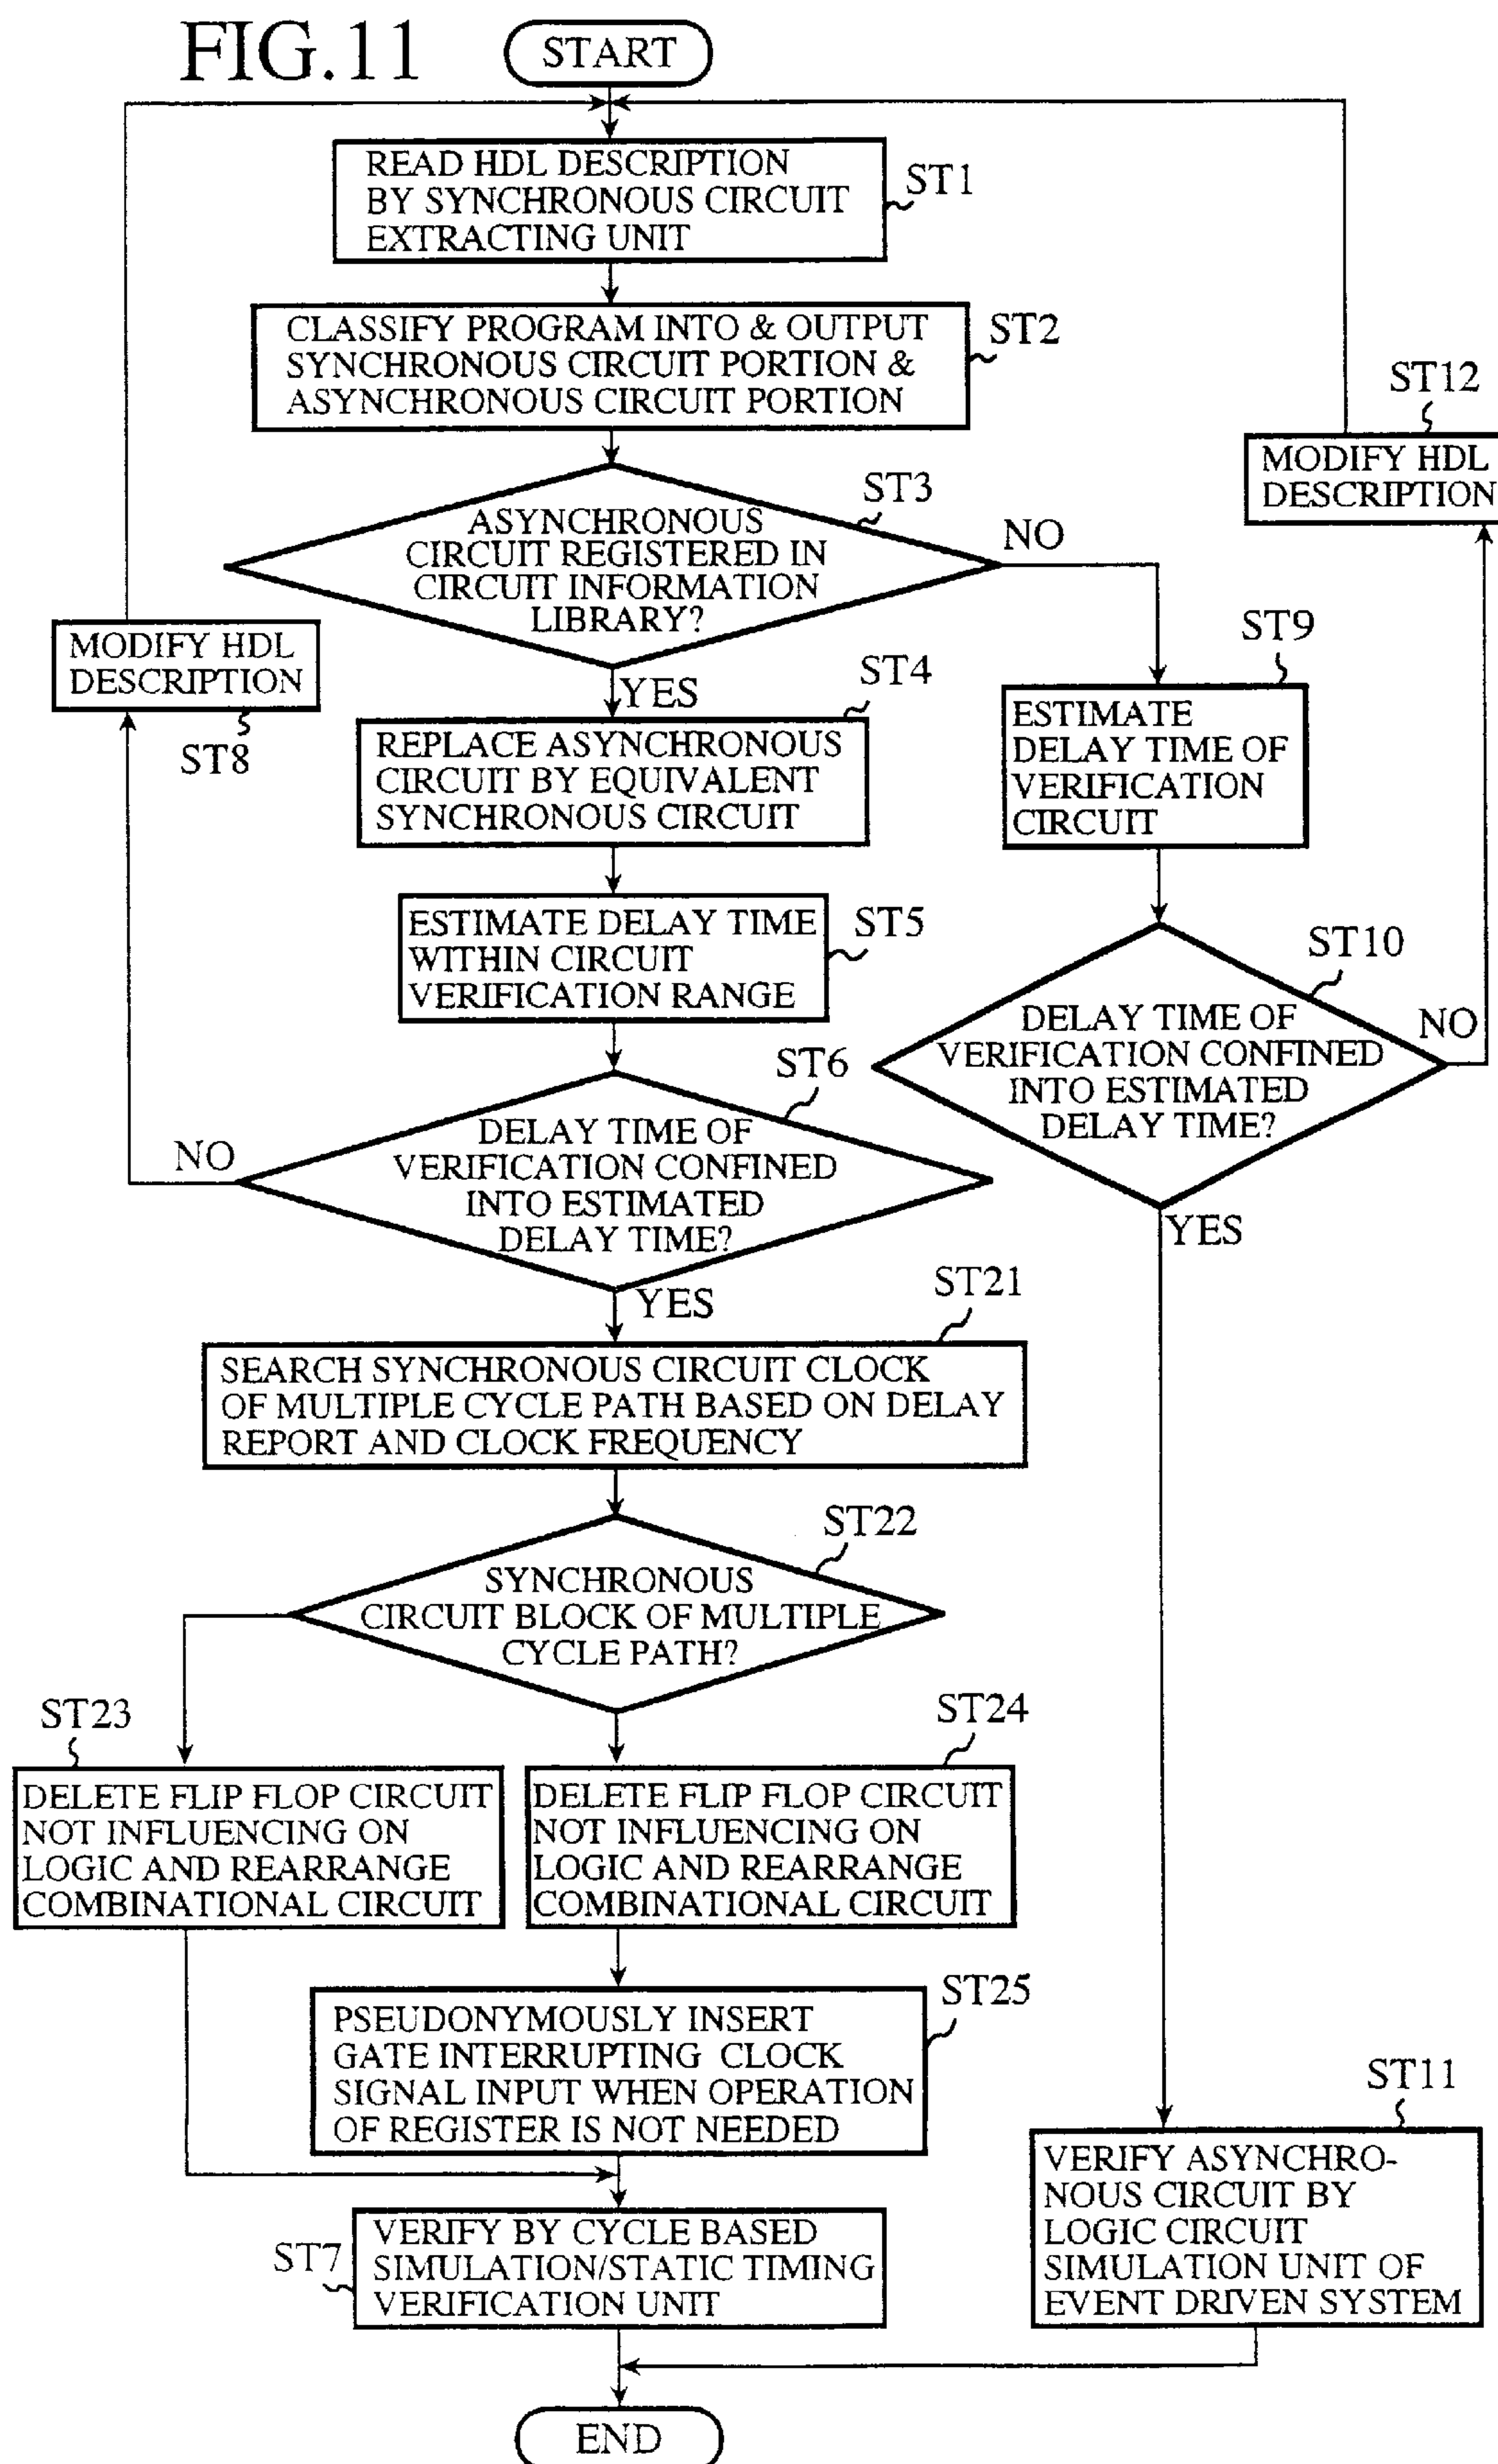 FIG.11
START
READ HDL DESCRIPTION
BY SYNCHRONOUS CIRCUIT
EXTRACTING UNIT
ST1
CLASSIFY PROGRAM INTO & OUTPUT
SYNCHRONOUS CIRCUIT PORTION &
ASYNCHRONOUS CIRCUIT PORTION
ST2
ST12
MODIFY HDL
DESCRIPTION
ST3
ASYNCHRONOUS
CIRCUIT REGISTERED IN
CIRCUIT INFORMATION
LIBRARY?
NO
MODIFY HDL
DESCRIPTION
ST8
YES
ST4
REPLACE ASYNCHRONOUS
CIRCUIT BY EQUIVALENT
SYNCHRONOUS CIRCUIT
ST9
ESTIMATE
DELAY TIME OF
VERIFICATION
CIRCUIT
ESTIMATE DELAY TIME
WITHIN CIRCUIT
VERIFICATION RANGE
ST5
ST10
DELAY TIME OF
VERIFICATION CONFINED
INTO ESTIMATED
DELAY TIME?
NO
YES
ST6
DELAY TIME OF
VERIFICATION CONFINED
INTO ESTIMATED
DELAY TIME?
NO
YES
ST21
SEARCH SYNCHRONOUS CIRCUIT CLOCK
OF MULTIPLE CYCLE PATH BASED ON DELAY
REPORT AND CLOCK FREQUENCY
ST22
SYNCHRONOUS
CIRCUIT BLOCK OF MULTIPLE
CYCLE PATH?
ST23
DELETE FLIP FLOP CIRCUIT
NOT INFLUENCING ON
LOGIC AND REARRANGE
COMBINATIONAL CIRCUIT
ST24
DELETE FLIP FLOP CIRCUIT
NOT INFLUENCING ON
LOGIC AND REARRANGE
COMBINATIONAL CIRCUIT
ST25
PSEUDONYMOUSLY INSERT
GATE INTERRUPTING CLOCK
SIGNAL INPUT WHEN OPERATION
OF REGISTER IS NOT NEEDED
ST11
VERIFY ASYNCHRO-
NOUS CIRCUIT BY
LOGIC CIRCUIT
SIMULATION UNIT OF
EVENT DRIVEN SYSTEM
ST7
VERIFY BY CYCLE BASED
SIMULATION/STATIC TIMING
VERIFICATION UNIT
END